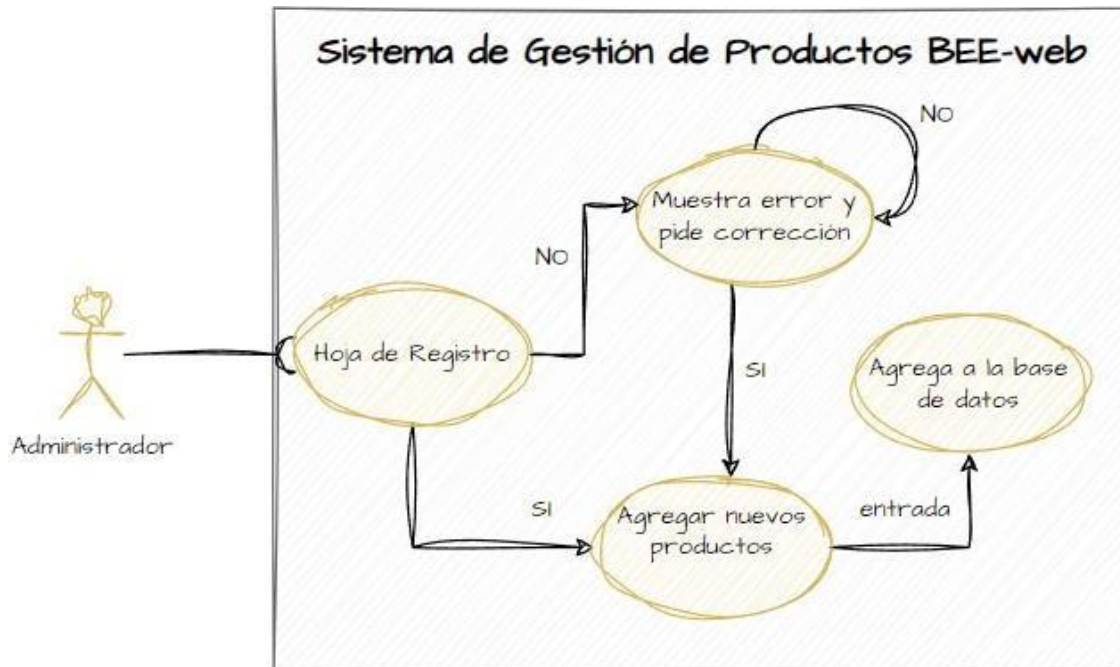 Sistema de Gestión de Productos BEE-web
NO
Muestra error y
pide corrección
NO
Hoja de Registro
SI
Agrega a la base
de datos
Administrador
SI
Agregar nuevos
productos
entrada